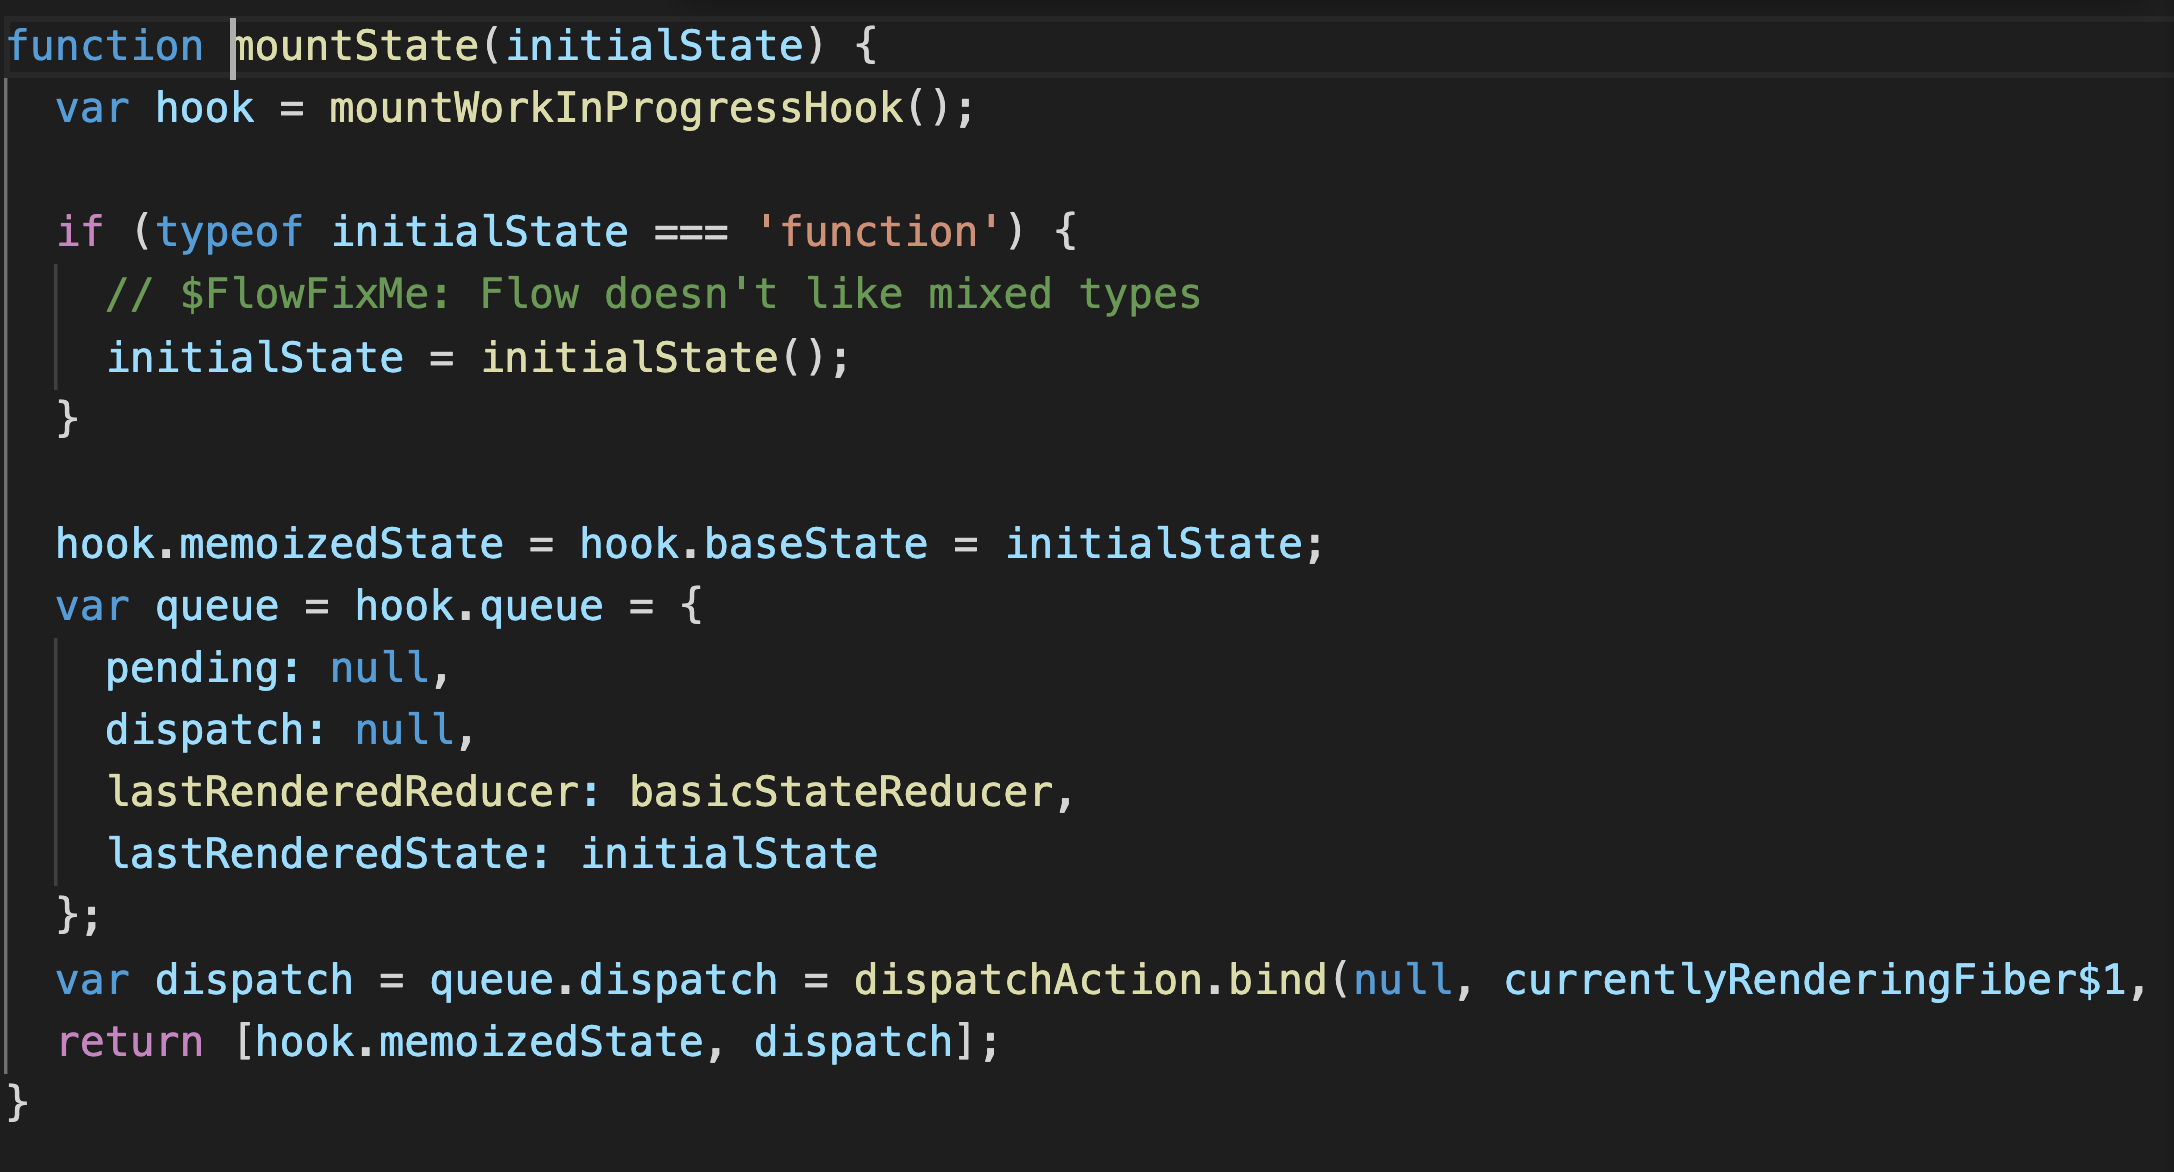 function mountState(initialState) {
var hook = mountWorkInProgressHook();
if (typeof initialState === 'function') {
// $FlowFixMe: Flow doesn't like mixed types
initialState = initialState();
}
hook.memoizedState = hook.baseState = initialState;
var queue = hook.queue = {
pending: null,
dispatch: null,
lastRenderedReducer: basicStateReducer,
lastRenderedState: initialState
};
var dispatch = queue.dispatch = dispatchAction.bind(null, currentlyRenderingFiber$1,
return [hook.memoizedState, dispatch];
}